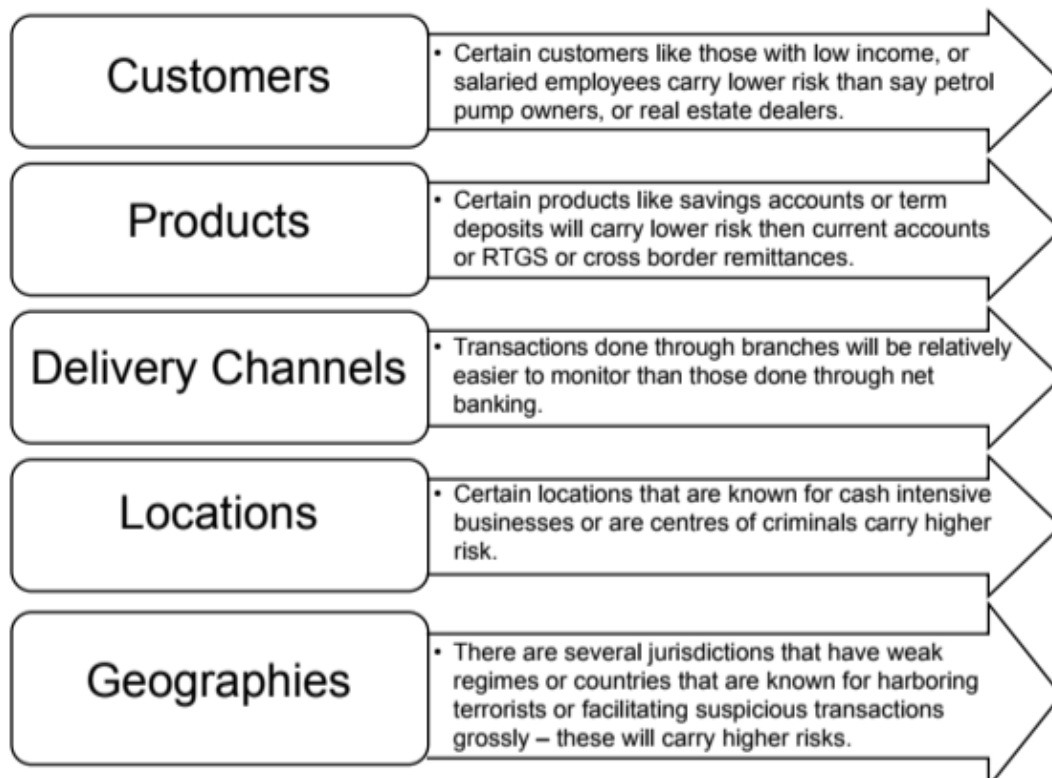 Customers
• Certain customers like those with low income, or
salaried employees carry lower risk than say petrol
pump owners, or real estate dealers.
Products
• Certain products like savings accounts or term
deposits will carry lower risk then current accounts
or RTGS or cross border remittances.
Delivery Channels
• Transactions done through branches will be relatively
easier to monitor than those done through net
banking.
Locations
• Certain locations that are known for cash intensive
businesses or are centres of criminals carry higher
risk.
Geographies
• There are several jurisdictions that have weak
regimes or countries that are known for harboring
terrorists or facilitating suspicious transactions
grossly – these will carry higher risks.